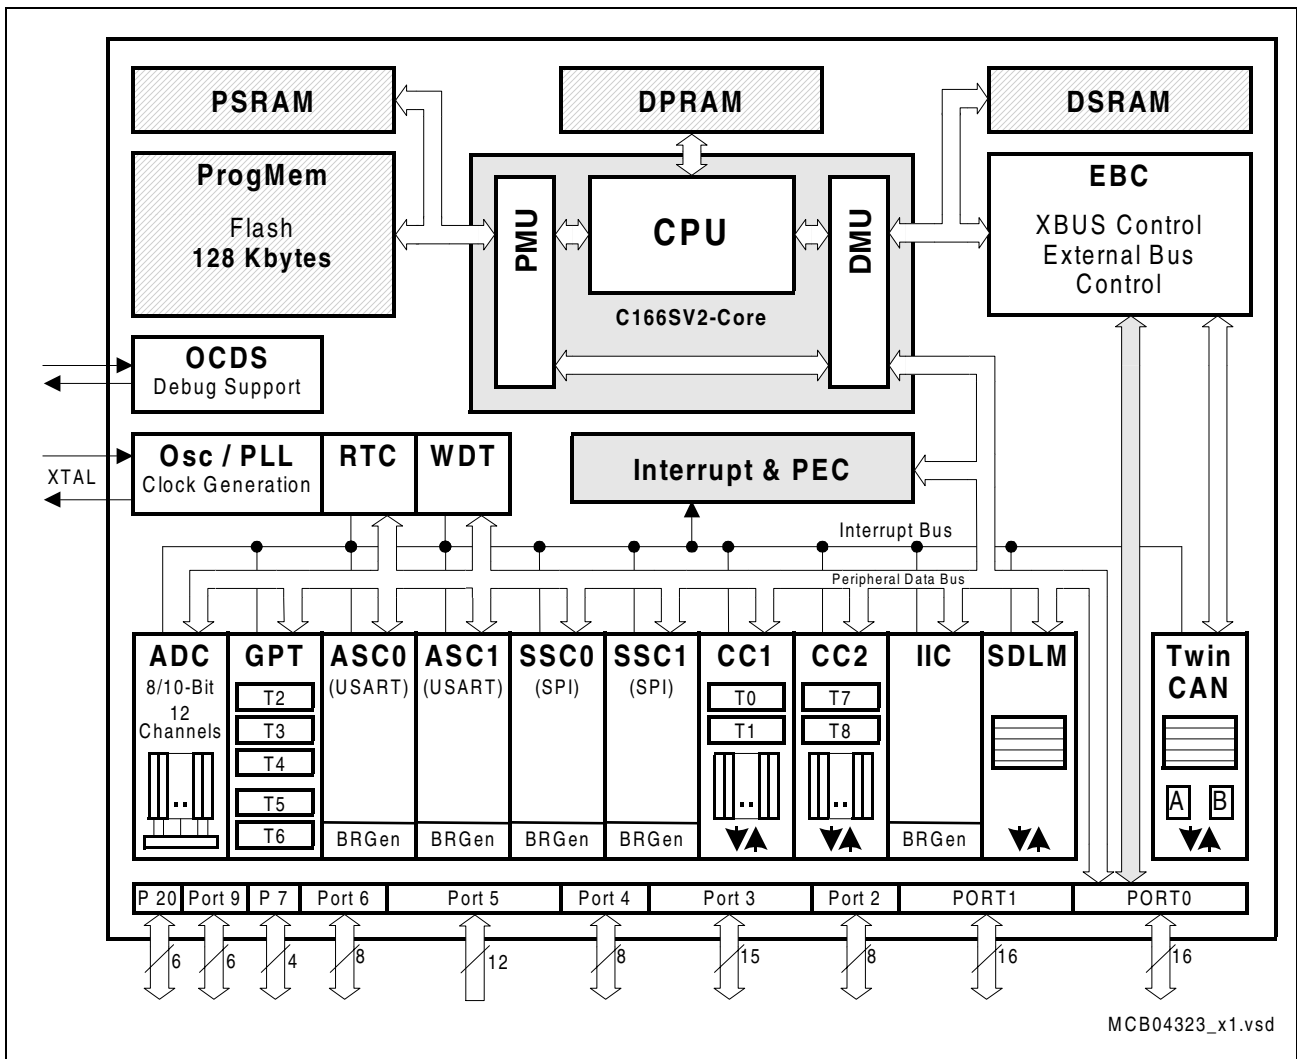 PSRAM
DPRAM
DSRAM
ProgMem
Flash
128 Kbytes
PMU
CPU
DMU
C166SV2-Core
EBC
XBUS Control
External Bus
Control
OCDS
Debug Support
Osc / PLL
Clock Generation
RTC
WDT
XTAL
Interrupt & PEC
Interrupt Bus
Peripheral Data Bus
ADC
8/10-Bit
12
Channels
GPT
T2
T3
T4
T5
T6
ASC0
(USART)
BRGen
ASC1
(USART)
BRGen
SSC0
(SPI)
BRGen
SSC1
(SPI)
BRGen
CC1
T0
T1
CC2
T7
T8
IIC
BRGen
SDLM
Twin
CAN
A
B
P 20
Port 9
P 7
Port 6
Port 5
Port 4
Port 3
Port 2
PORT1
PORT0
6
6
4
8
12
8
15
8
16
16
MCB04323_x1.vsd